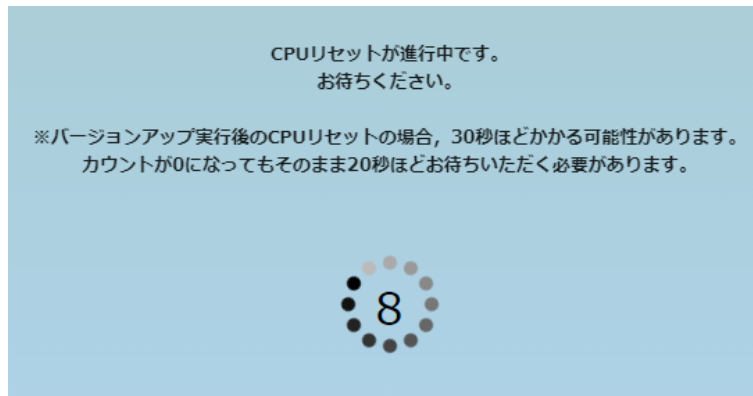 CPUリセットが進行中です。
お待ちください。
※バージョンアップ実行後のCPUリセットの場合，30秒ほどかかる可能性があります。
カウントが0になってもそのまま20秒ほどお待ちいただく必要があります。
8